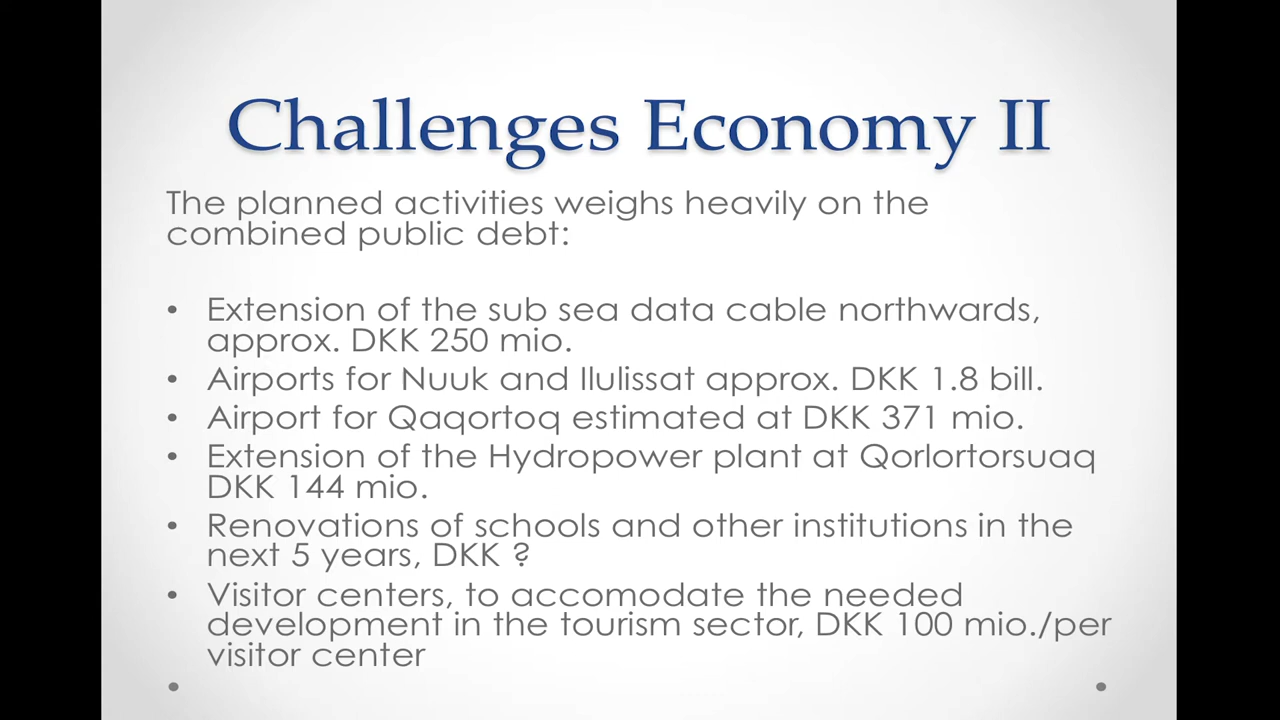 Challenges Economy II
The planned activities weighs heavily on the
combined public debt:
• Extension of the sub sea data cable northwards,
approx. DKK 250 mio.
• Airports for Nuuk and Ilulissat approx. DKK 1.8 bill.
• Airport for Qaqortoq estimated at DKK 371 mio.
• Extension of the Hydropower plant at Qorlortorsuaq
DKK 144 mio.
• Renovations of schools and other institutions in the
next 5 years, DKK ?
• Visitor centers, to accomodate the needed
development in the tourism sector, DKK 100 mio./per
visitor center